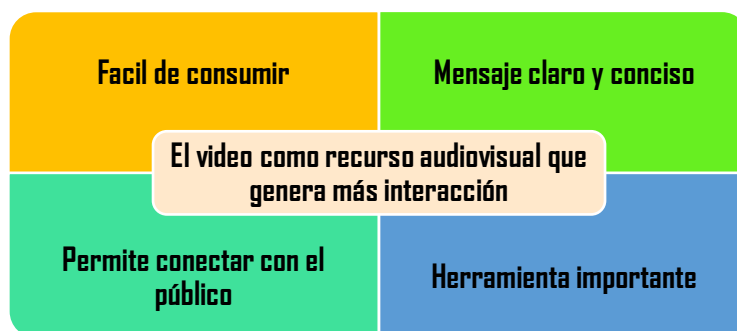 Facil de consumir
Mensaje claro y conciso
El video como recurso audiovisual que
genera más interacción
Permite conectar con el
público
Herramienta importante